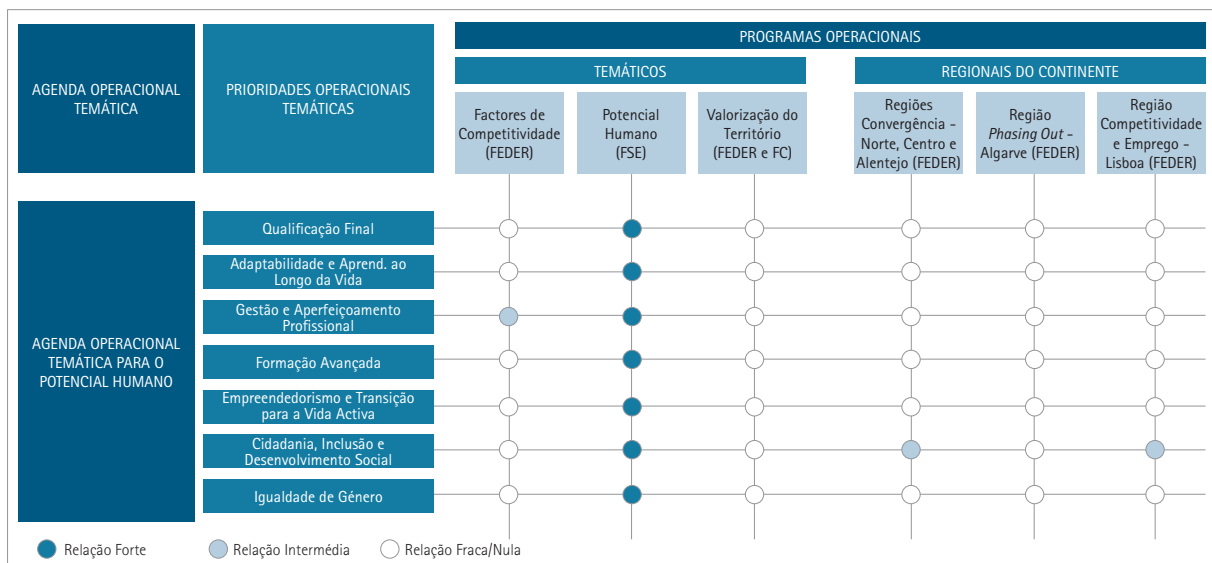 AGENDA OPERACIONAL
TEMÁTICA
PRIORIDADES OPERACIONAIS
TEMÁTICAS
PROGRAMAS OPERACIONAIS
TEMÁTICOS
REGIONAIS DO CONTINENTE
Factores de
Competitividade
(FEDER)
Potencial
Humano
(FSE)
Valorização do
Território
(FEDER e FC)
Regiões
Convergência -
Norte, Centro e
Alentejo (FEDER)
Região
Phasing Out -
Algarve (FEDER)
Região
Competitividade
e Emprego -
Lisboa (FEDER)
AGENDA OPERACIONAL
TEMÁTICA PARA O
POTENCIAL HUMANO
Qualificação Final
Adaptabilidade e Aprend. ao
Longo da Vida
Gestão e Aperfeiçoamento
Profissional
Formação Avançada
Empreendedorismo e Transição
para a Vida Activa
Cidadania, Inclusão e
Desenvolvimento Social
Igualdade de Género
Relação Forte
Relação Intermédia
Relação Fraca/Nula